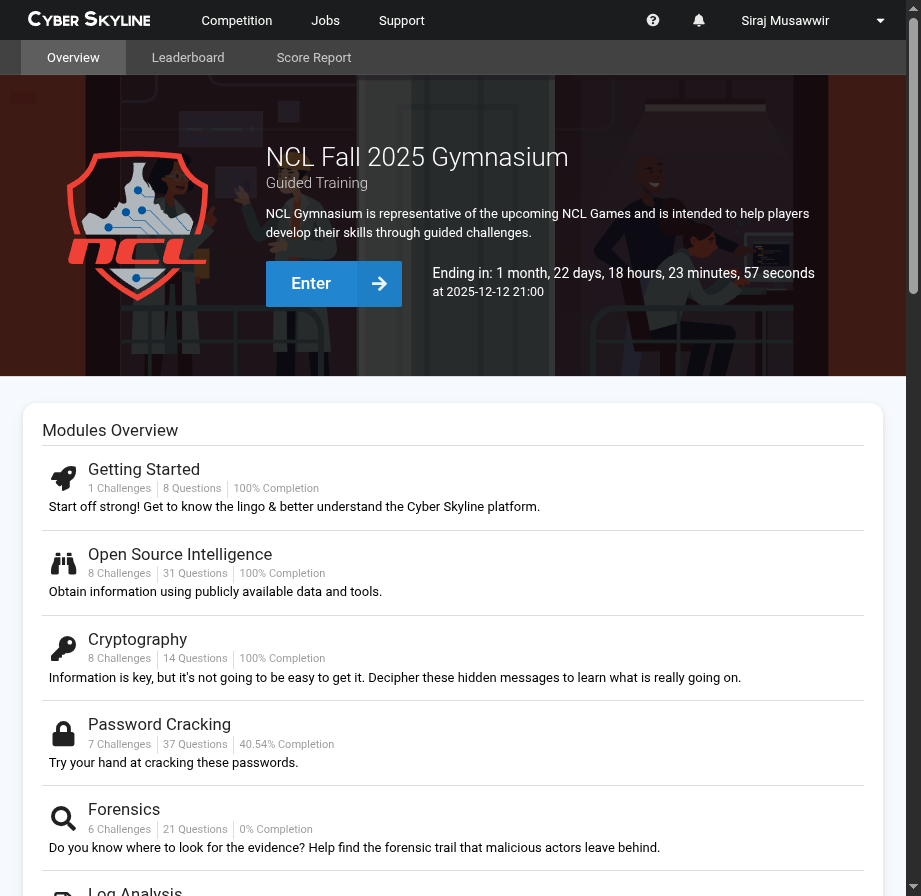 CYBER SKYLINE
Competition
Jobs
Support
Siraj Musawwir
Overview
Leaderboard
Score Report
ncl
NCL Fall 2025 Gymnasium
Guided Training
NCL Gymnasium is representative of the upcoming NCL Games and is intended to help players
develop their skills through guided challenges.
Enter
Ending in: 1 month, 22 days, 18 hours, 23 minutes, 57 seconds
at 2025-12-12 21:00
Modules Overview
Getting Started
1 Challenges | 8 Questions | 100% Completion
Start off strong! Get to know the lingo & better understand the Cyber Skyline platform.
Open Source Intelligence
8 Challenges | 31 Questions | 100% Completion
Obtain information using publicly available data and tools.
Cryptography
8 Challenges | 14 Questions | 100% Completion
Information is key, but it's not going to be easy to get it. Decipher these hidden messages to learn what is really going on.
Password Cracking
7 Challenges | 37 Questions | 40.54% Completion
Try your hand at cracking these passwords.
Forensics
6 Challenges | 21 Questions | 0% Completion
Do you know where to look for the evidence? Help find the forensic trail that malicious actors leave behind.
Log Analysis